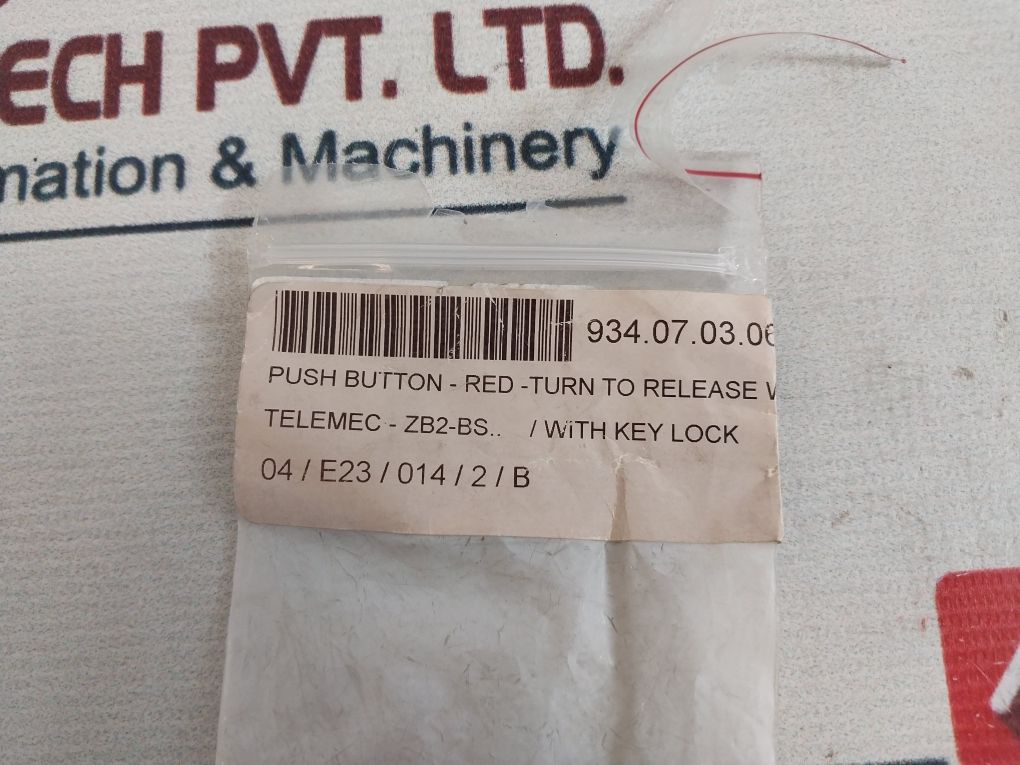 ECH PVT. LTD.
mation & Machinery
934.07.03.06
PUSH BUTTON - RED -TURN TO RELEASE W
TELEMEC - ZB2-BS.. / WiTH KEY LOCK
04 / E23 / 014 / 2 / B